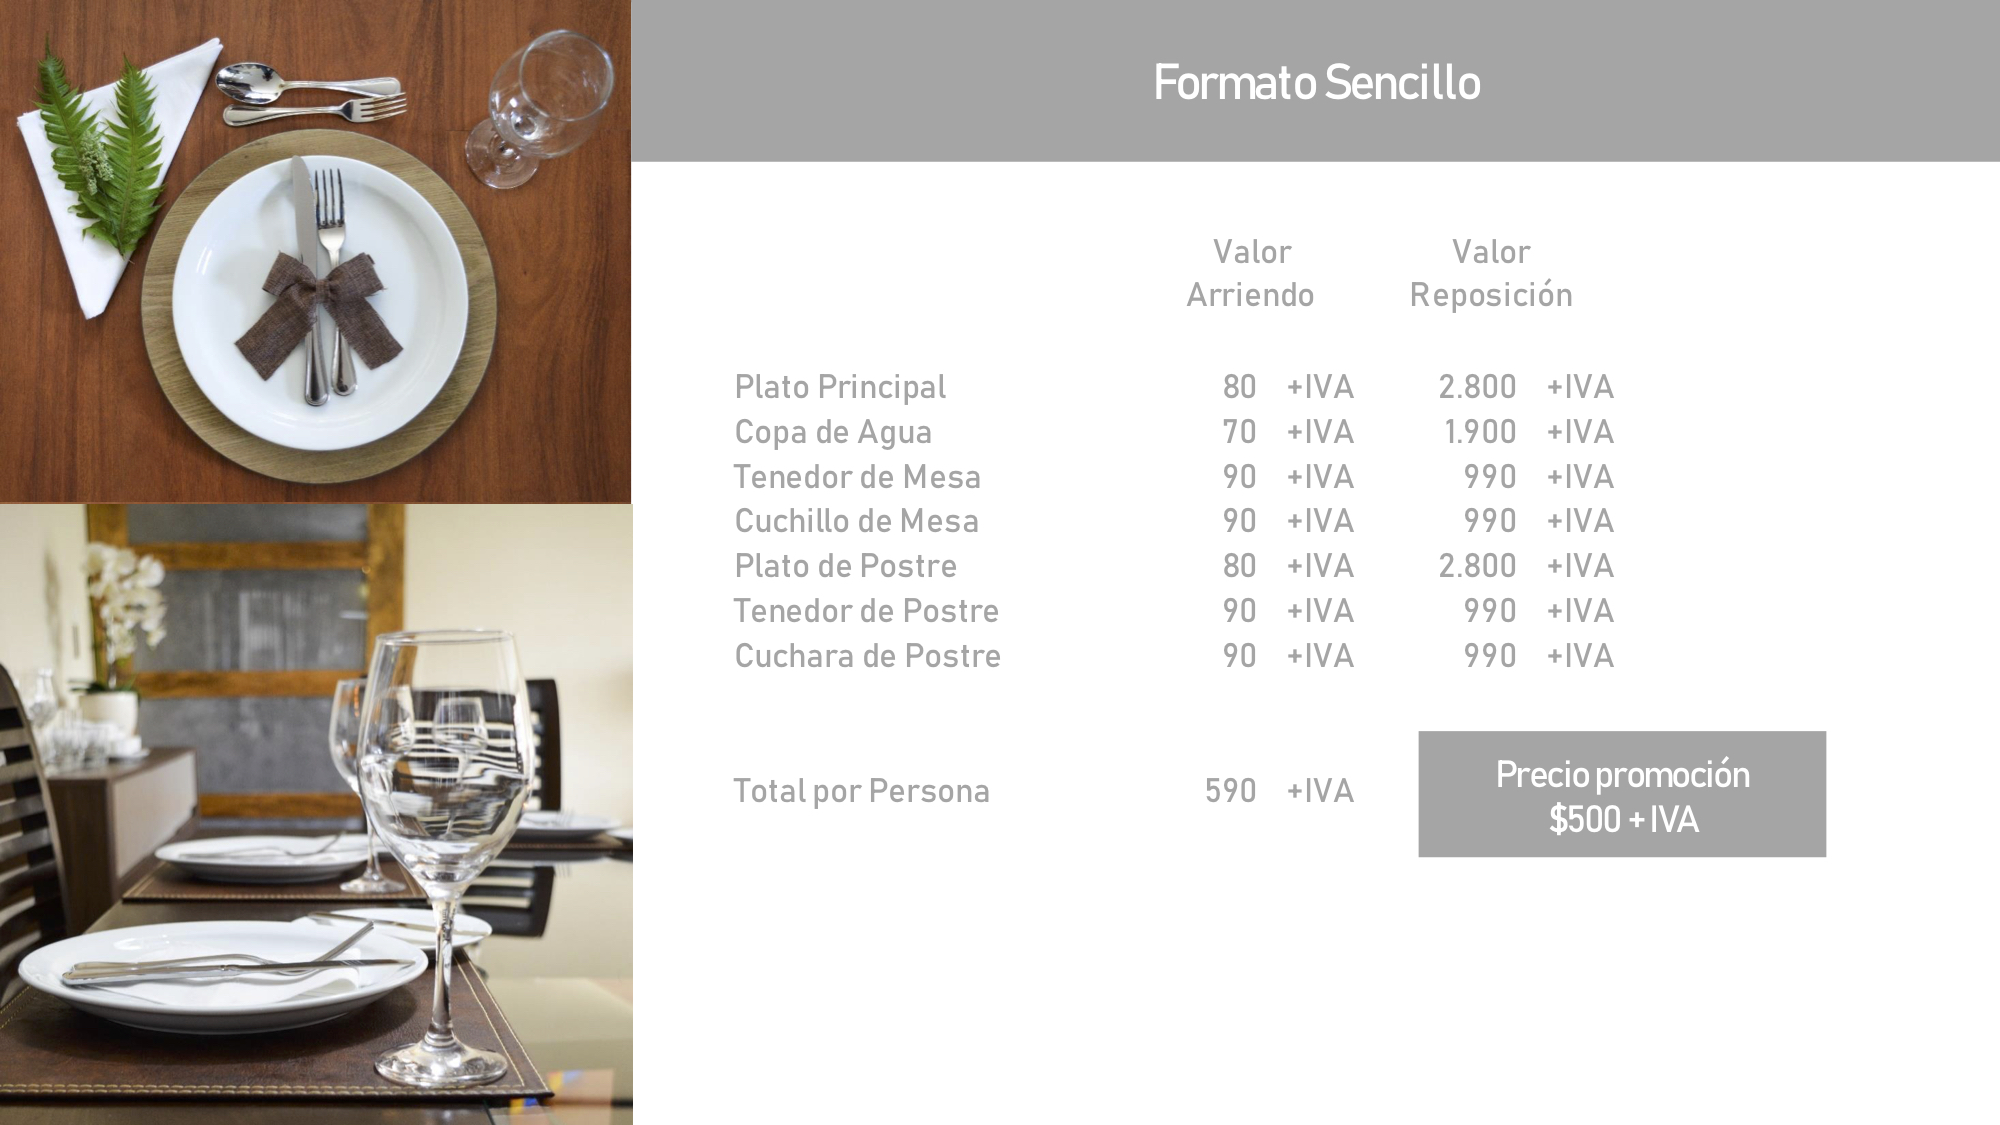 Formato Sencillo
Valor Arriendo Valor Reposición
Plato Principal 80 +IVA 2.800 +IVA
Copa de Agua 70 +IVA 1.900 +IVA
Tenedor de Mesa 90 +IVA 990 +IVA
Cuchillo de Mesa 90 +IVA 990 +IVA
Plato de Postre 80 +IVA 2.800 +IVA
Tenedor de Postre 90 +IVA 990 +IVA
Cuchara de Postre 90 +IVA 990 +IVA
Total por Persona 590 +IVA
Precio promoción
$500 + IVA